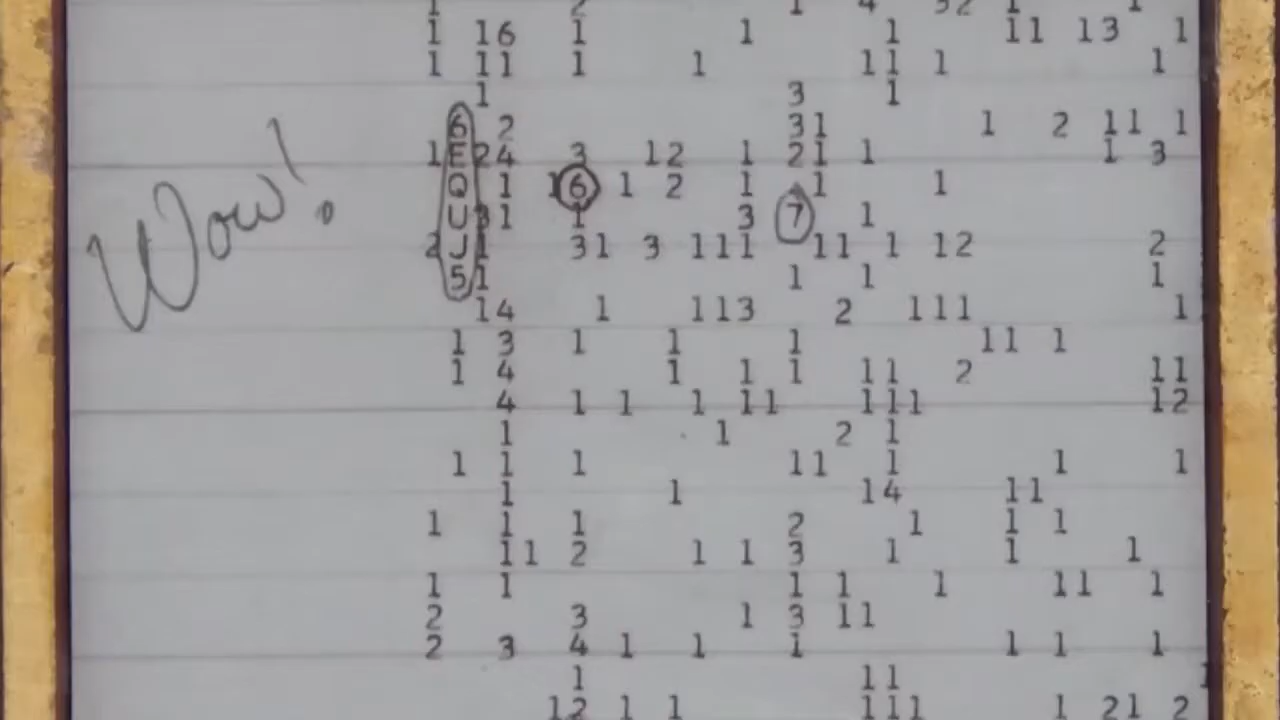 1 2 1 4 32 1 1
1 16 1 1 1 11 13 1
1 11 1 1 11 1 1
1 3 1
6 2 31 1 2 11 1
1E24 3 12 1 21 1 1 3
Q 1 16 1 2 1 1 1
U31 1 3 7 1
2J1 31 3 111 11 1 12 2
51 1 1 1
14 1 113 2 111 1
1 3 1 1 1 11 1
1 4 1 1 1 11 2 11
4 1 1 1 11 111 12
1 1 2 1
1 1 1 11 1 1 1
1 1 14 11
1 1 1 2 1 1 1
11 2 1 1 3 1 1 1
1 1 1 1 1 11 1
2 3 1 3 11
2 3 4 1 1 1 1 1 1
1 11
12 1 1 111 1 21 2
Wow!